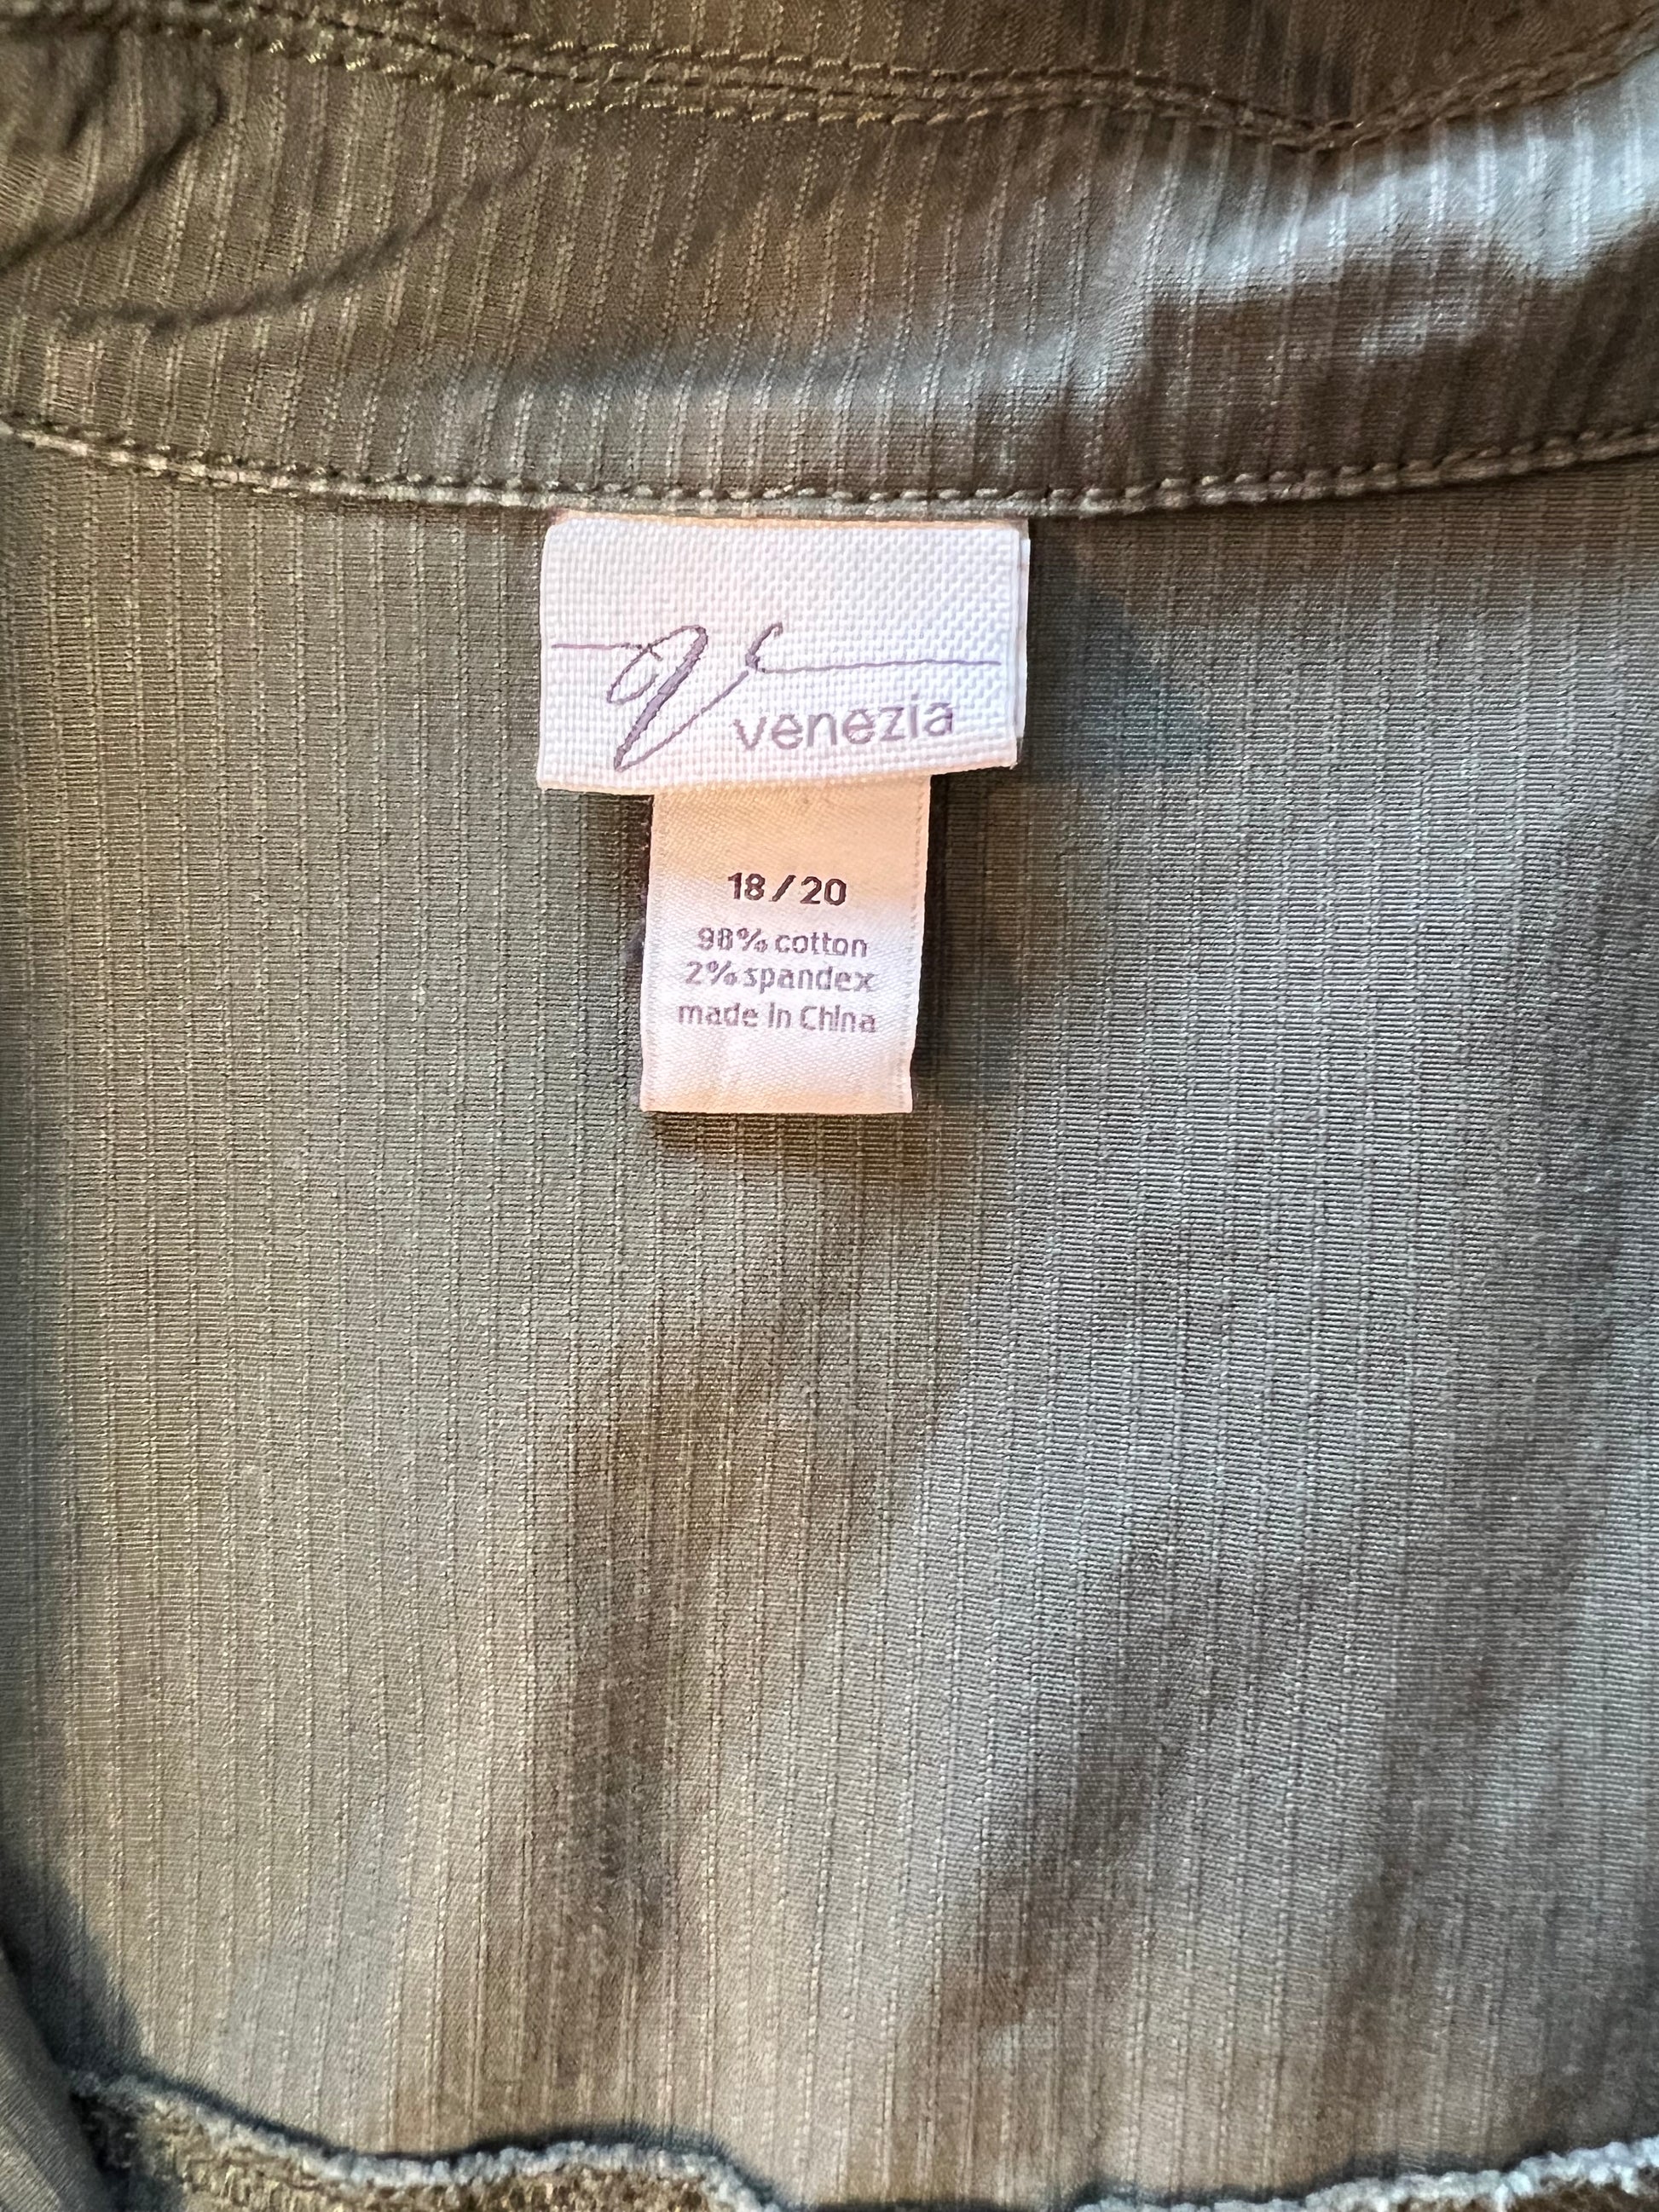 V
venezia
18/20
98% cotton
2% spandex
made in China